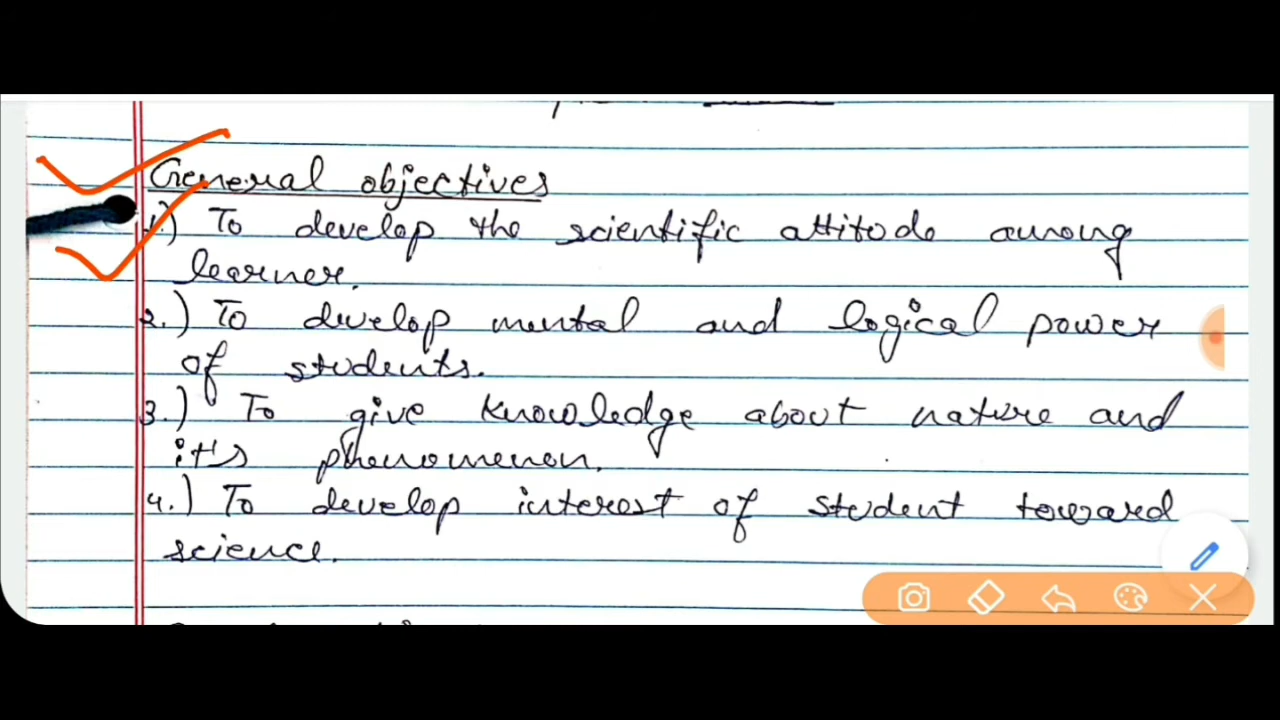 General objectives
1.) To develop the scientific attitude among
learner.
2.) To develop mental and logical power
of students.
3.) To give knowledge about nature and
it's phenomenon.
4.) To develop interest of student toward
science.